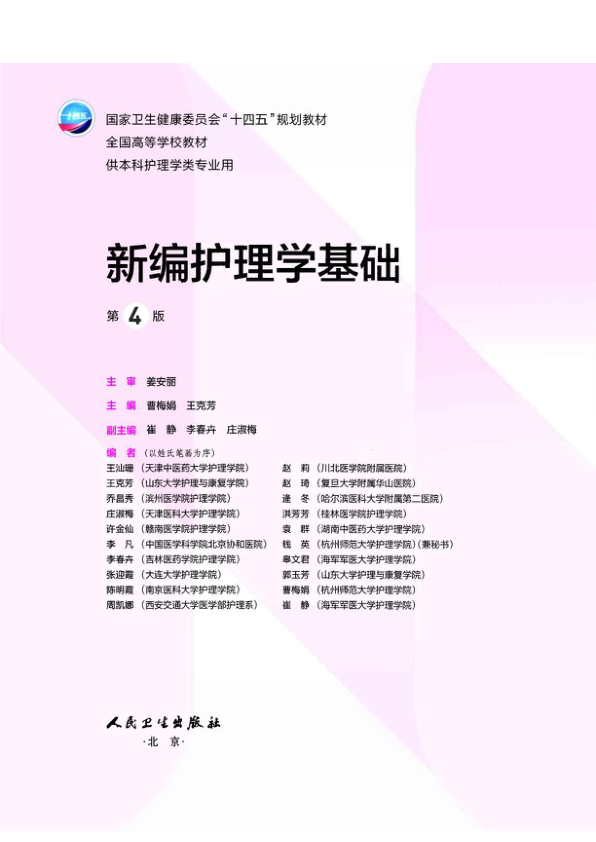 十四五
国家卫生健康委员会“十四五”规划教材
全国高等学校教材
供本科护理学类专业用
新编护理学基础
第 4 版
主 审 姜安丽
主 编 曹梅娟 王克芳
副主编 崔 静 李春卉 庄淑梅
编 者 (以姓氏笔画为序)
王汕珊 (天津中医药大学护理学院) 赵 莉 (川北医学院附属医院)
王克芳 (山东大学护理与康复学院) 赵 琦 (复旦大学附属华山医院)
乔昌秀 (滨州医学院护理学院) 逄 冬 (哈尔滨医科大学附属第二医院)
庄淑梅 (天津医科大学护理学院) 洪芳芳 (桂林医学院护理学院)
许金仙 (赣南医学院护理学院) 袁 群 (湖南中医药大学护理学院)
李 凡 (中国医学科学院北京协和医院) 钱 英 (杭州师范大学护理学院)(兼秘书)
李春卉 (吉林医药学院护理学院) 皋文君 (海军军医大学护理学院)
张迎霞 (大连大学护理学院) 郭玉芳 (山东大学护理与康复学院)
陈明霞 (南京医科大学护理学院) 曹梅娟 (杭州师范大学护理学院)
周凯娜 (西安交通大学医学部护理系) 崔 静 (海军军医大学护理学院)
人民卫生出版社
·北 京·